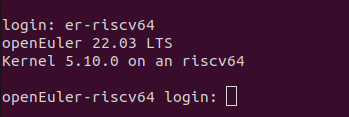 login: er-riscv64
openEuler 22.03 LTS
Kernel 5.10.0 on an riscv64
openEuler-riscv64 login: